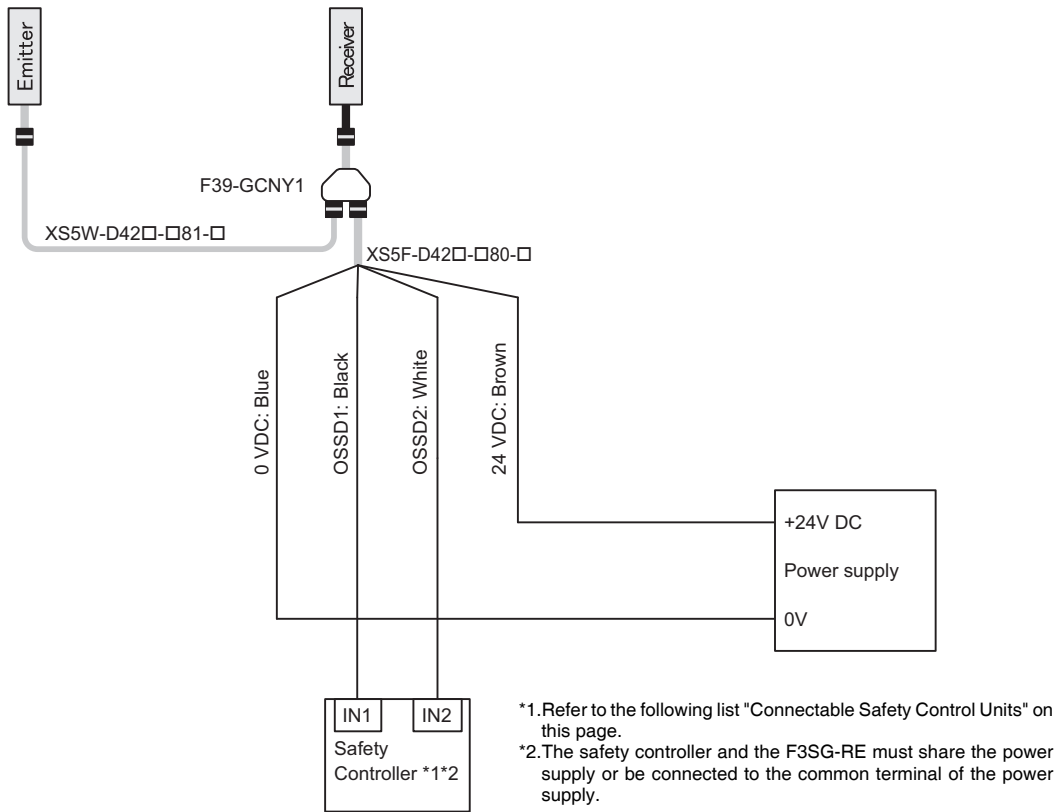 Emitter
Receiver
F39-GCNY1
XS5W-D42□-□81-□
XS5F-D42□-□80-□
0 VDC: Blue
OSSD1: Black
OSSD2: White
24 VDC: Brown
+24V DC
Power supply
0V
IN1
IN2
Safety
Controller *1*2
*1.Refer to the following list "Connectable Safety Control Units" on
this page.
*2.The safety controller and the F3SG-RE must share the power
supply or be connected to the common terminal of the power
supply.